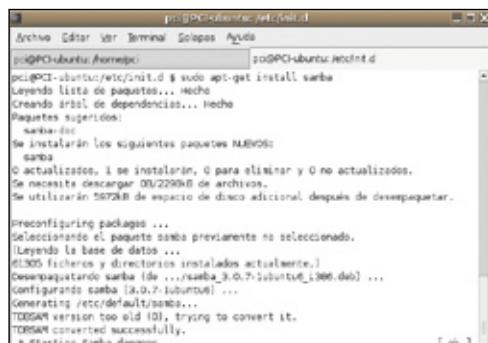 pci@PCI-ubuntu: /etc/init.d
Archivo Editar Ver Terminal Solapas Ayuda
pci@PCI-ubuntu: /home/pci pci@PCI-ubuntu: /etc/init.d
pci@PCI-ubuntu:/etc/init.d $ sudo apt-get install samba
Leyendo lista de paquetes... Hecho
Creando árbol de dependencias... Hecho
Paquetes sugeridos:
samba-doc
Se instalarán los siguientes paquetes NUEVOS:
samba
0 actualizados, 1 se instalarán, 0 para eliminar y 0 no actualizados.
Se necesita descargar 0B/2298kB de archivos.
Se utilizarán 5972kB de espacio de disco adicional después de desempaquetar.
Preconfiguring packages ...
Seleccionando el paquete samba previamente no seleccionado.
(Leyendo la base de datos ...
61305 ficheros y directorios instalados actualmente.)
Desempaquetando samba (de .../samba_3.0.7-1ubuntu6_i386.deb) ...
Configurando samba (3.0.7-1ubuntu6) ...
Generating /etc/default/samba...
TDBSAM version too old (0), trying to convert it.
TDBSAM converted successfully.
* Starting Samba daemons... [ ok ]